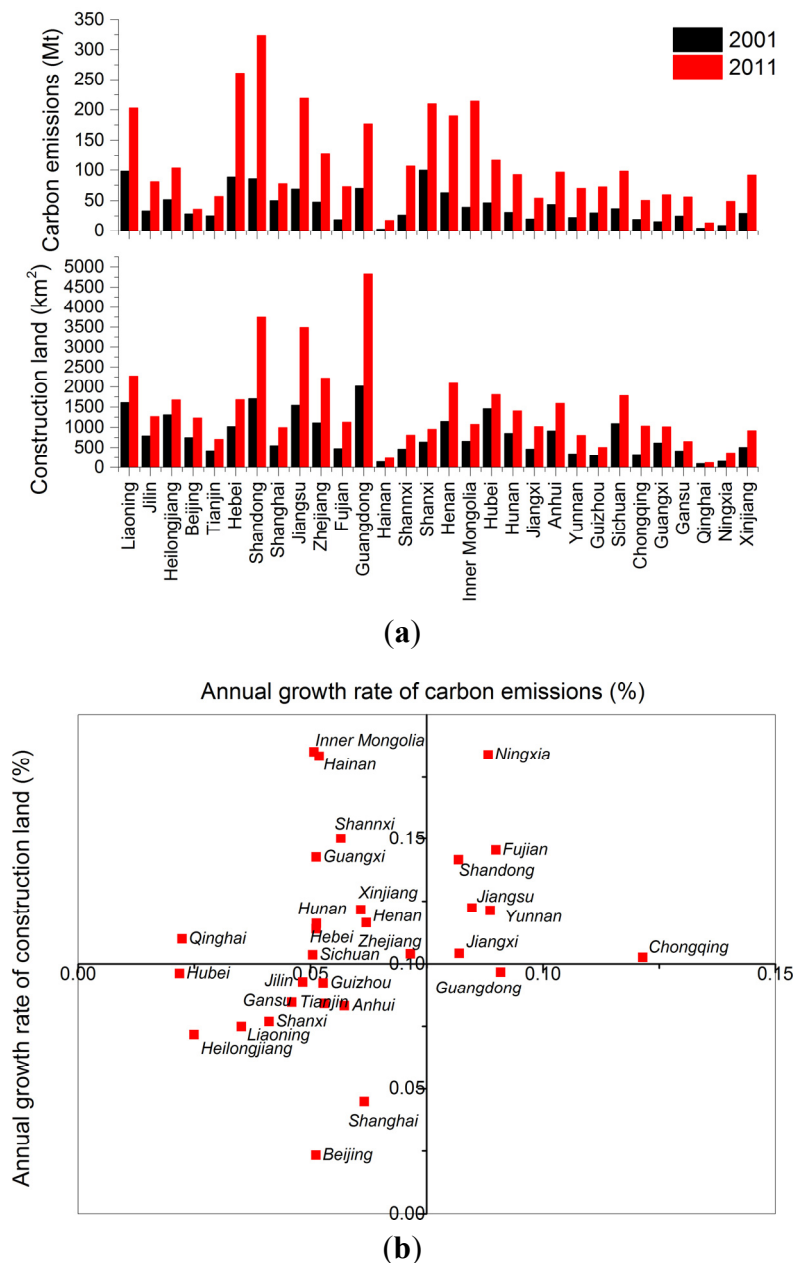 350
300
250
200
150
100
50
0
Carbon emissions (Mt)
2001
2011
5000
4500
4000
3500
3000
2500
2000
1500
1000
500
0
Construction land (km²)
Liaoning
Jilin
Heilongjiang
Beijing
Tianjin
Hebei
Shandong
Shanghai
Jiangsu
Zhejiang
Fujian
Guangdong
Hainan
Shannxi
Shanxi
Henan
Inner Mongolia
Hubei
Hunan
Jiangxi
Anhui
Yunnan
Guizhou
Sichuan
Chongqing
Guangxi
Gansu
Qinghai
Ningxia
Xinjiang
(a)
Annual growth rate of carbon emissions (%)
Annual growth rate of construction land (%)
Inner Mongolia
Hainan
Ningxia
Shannxi
0.15
Guangxi
Fujian
Shandong
Xinjiang
Jiangsu
Hunan
Henan
Yunnan
Qinghai
Hebei
Zhejiang
Jiangxi
Chongqing
Sichuan
0.00
0.05
0.10
0.10
0.15
Hubei
Jilin
Guizhou
Guangdong
Gansu
Tianjin
Anhui
Shanxi
Liaoning
Heilongjiang
0.05
Shanghai
Beijing
0.00
(b)